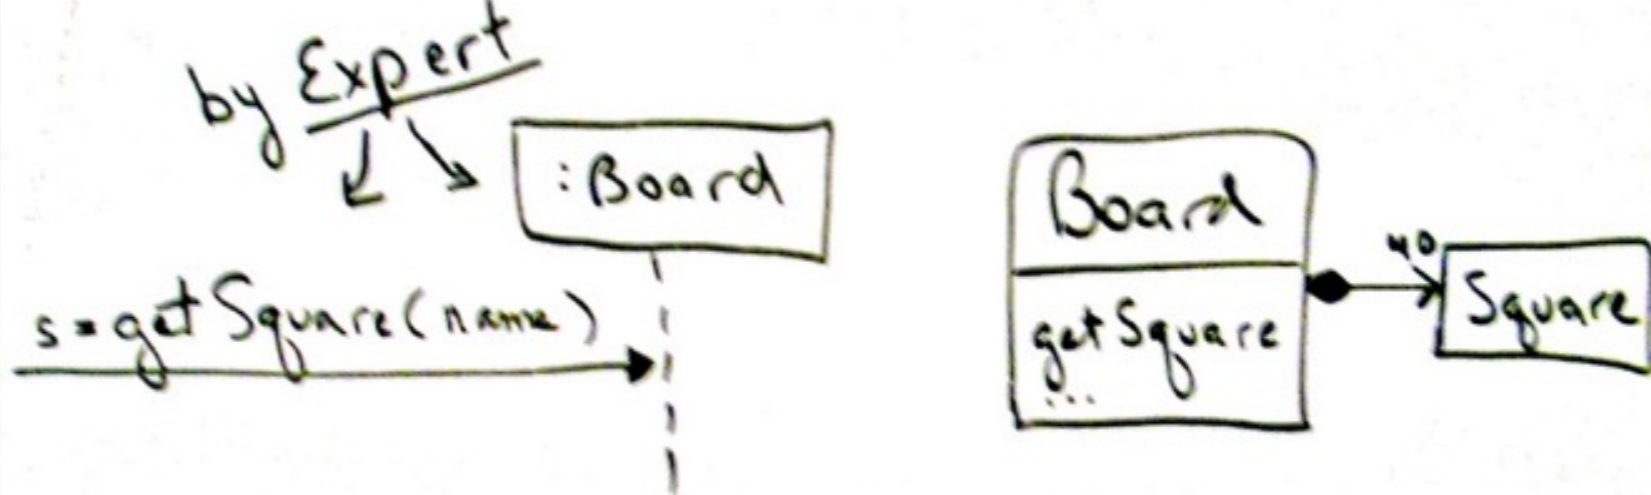 by Expert
:Board
s = getSquare(name)
Board
getSquare
...
40
Square